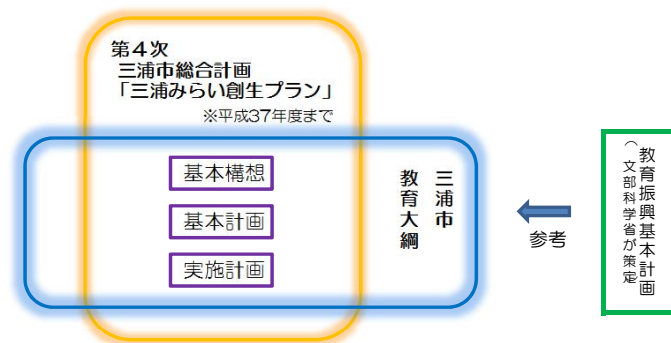 第4次
三浦市総合計画
「三浦みらい創生プラン」
※平成37年度まで
基本構想
基本計画
実施計画
三浦市
教育大綱
参考
教育振興基本計画
（文部科学省が策定